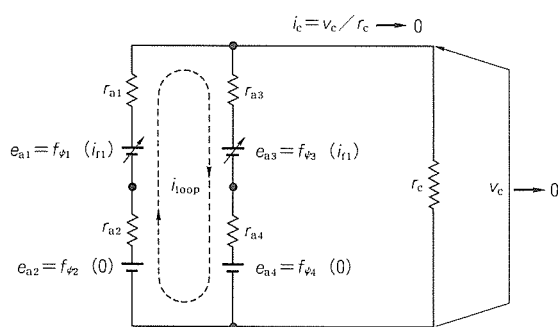 i_c = v_c / r_c → 0
r_a1
r_a3
e_a1 = f_ψ1 (i_f1)
e_a3 = f_ψ3 (i_f1)
i_loop
r_c
v_c → 0
r_a2
r_a4
e_a2 = f_ψ2 (0)
e_a4 = f_ψ4 (0)